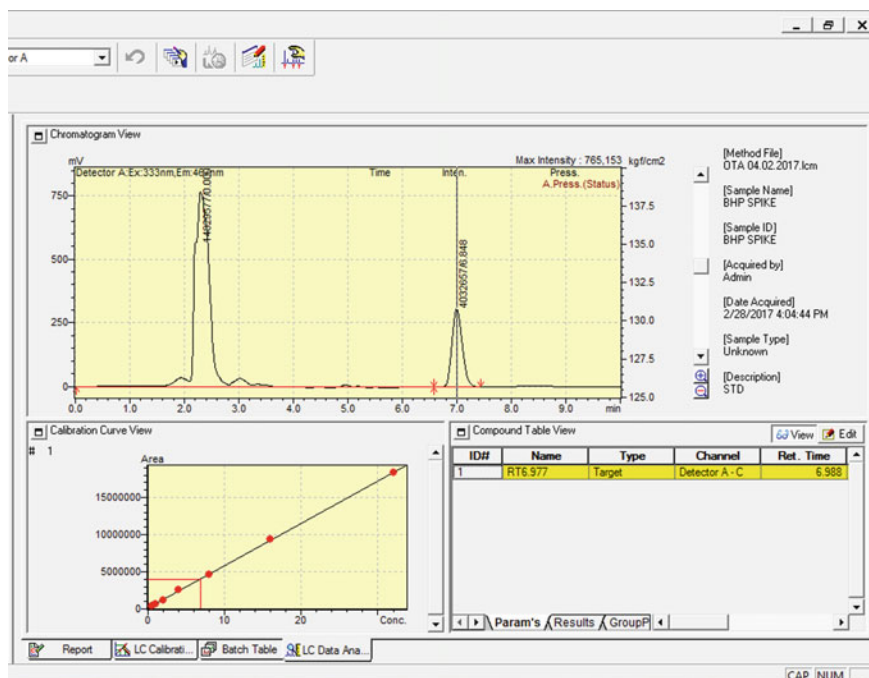 or A
Chromatogram View
mV
Max Intensity : 765,153 kgf/cm2
Time Inten. Press.
A.Press.(Status)
750
500
250
0
137.5
135.0
132.5
130.0
127.5
125.0
4032657/6.848
0.0 1.0 2.0 3.0 4.0 5.0 6.0 7.0 8.0 9.0 min
[Method File]
OTA 04.02.2017.lcm
[Sample Name]
BHP SPIKE
[Sample ID]
BHP SPIKE
[Acquired by]
Admin
[Date Acquired]
2/28/2017 4:04:44 PM
[Sample Type]
Unknown
[Description]
STD
Calibration Curve View
# 1
Area
15000000
10000000
5000000
0
0 10 20 Conc.
Compound Table View
View Edit
ID# Name Type Channel Ret. Time
1 RT6.977 Target Detector A - C 6.988
Param's Results GroupP
Report LC Calibrati... Batch Table LC Data Ana...
CAP NUM